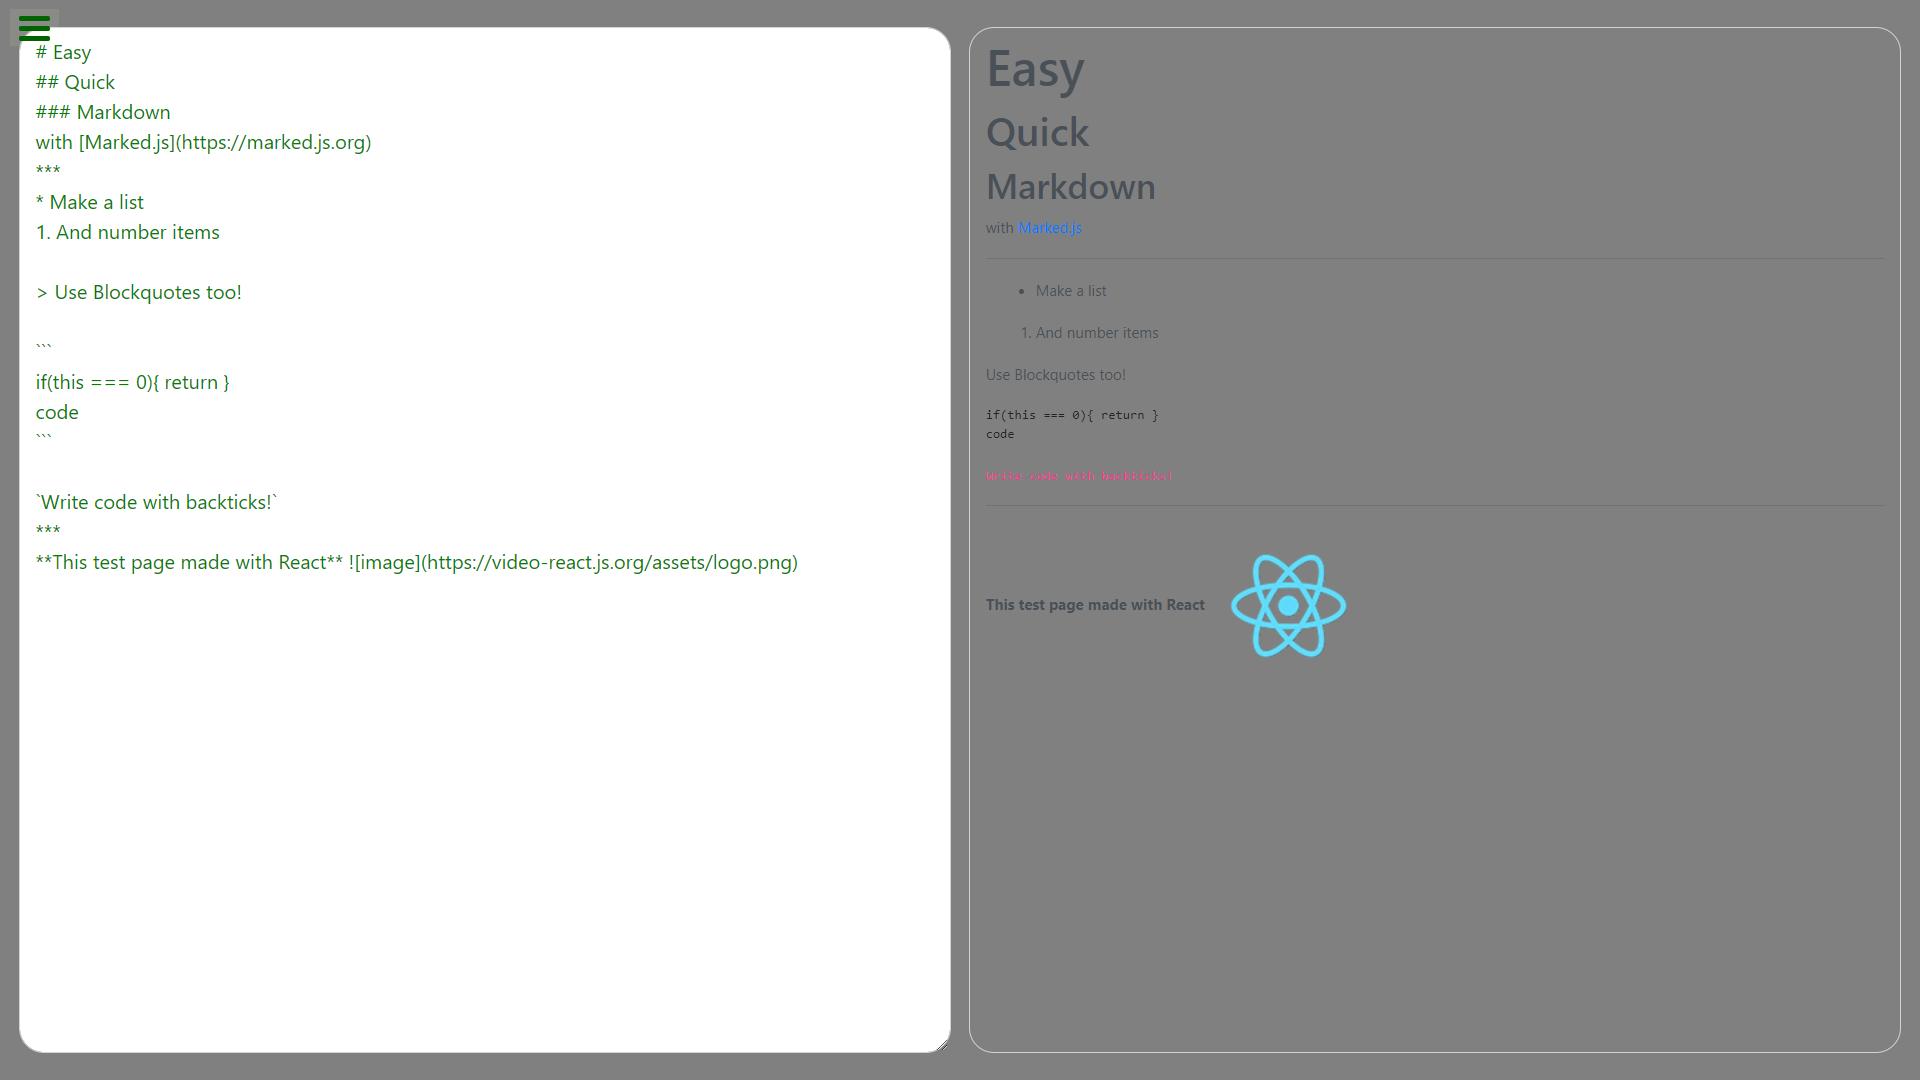 # Easy
## Quick
### Markdown
with [Marked.js](https://marked.js.org)
***
* Make a list
1. And number items
> Use Blockquotes too!
```
if(this === 0){ return }
code
```
`Write code with backticks!`
***
**This test page made with React** ![image](https://video-react.js.org/assets/logo.png)
Easy
Quick
Markdown
with Marked.js
• Make a list
1. And number items
Use Blockquotes too!
if(this === 0){ return }
code
Write code with backticks!
This test page made with React